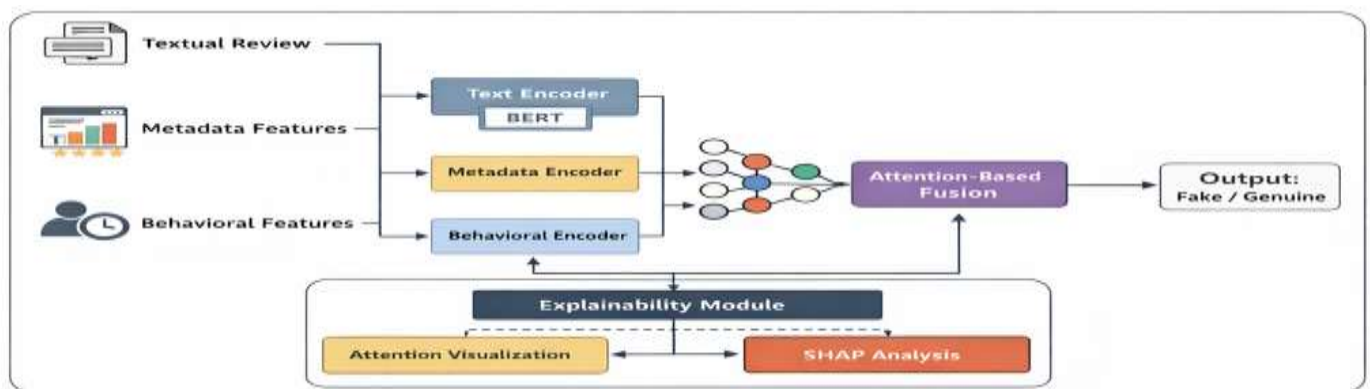 Textual Review
Metadata Features
Behavioral Features
Text Encoder
BERT
Metadata Encoder
Behavioral Encoder
Attention-Based
Fusion
Output:
Fake / Genuine
Explainability Module
Attention Visualization
SHAP Analysis